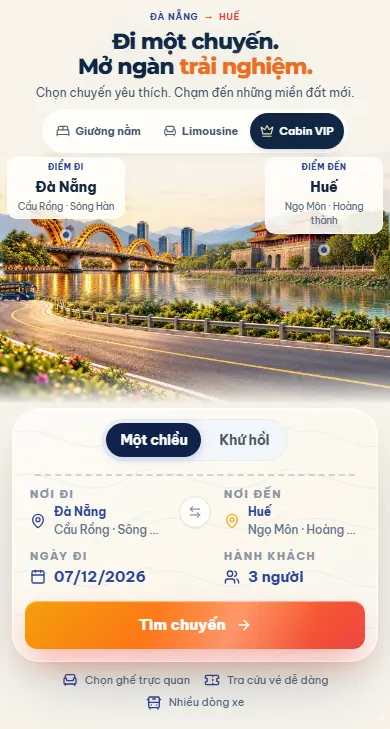 ĐÀ NẴNG → HUẾ
Đi một chuyến.
Mở ngàn trải nghiệm.
Chọn chuyến yêu thích. Chạm đến những miền đất mới.
Giường nằm
Limousine
Cabin VIP
ĐIỂM ĐI
Đà Nẵng
Cầu Rồng · Sông Hàn
ĐIỂM ĐẾN
Huế
Ngọ Môn · Hoàng
thành
Một chiều
Khứ hồi
NƠI ĐI
Đà Nẵng
Cầu Rồng · Sông ...
NƠI ĐẾN
Huế
Ngọ Môn · Hoàng ...
NGÀY ĐI
07/12/2026
HÀNH KHÁCH
3 người
Tìm chuyến →
Chọn ghế trực quan
Tra cứu vé dễ dàng
Nhiều dòng xe